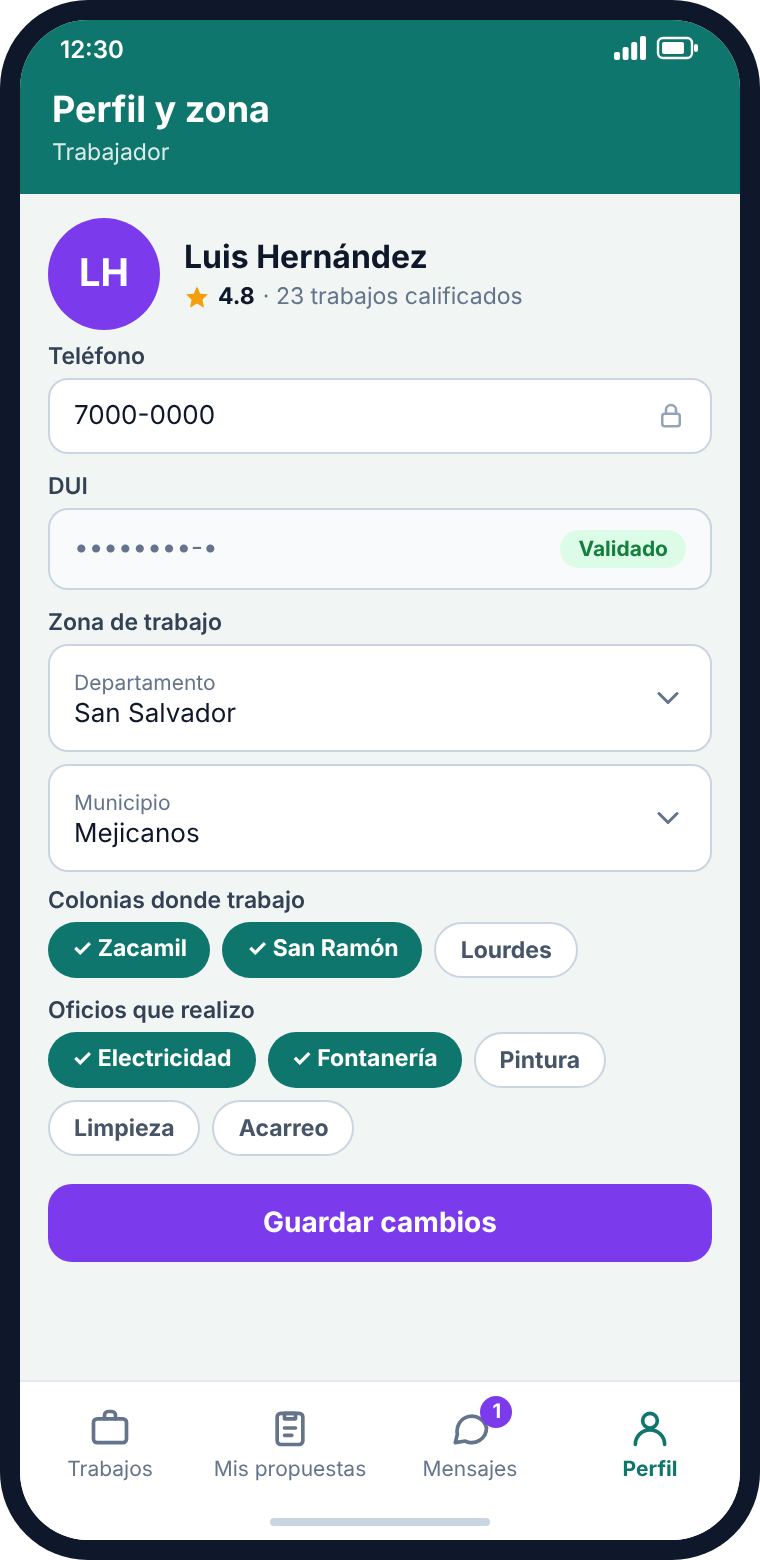 12:30
Perfil y zona
Trabajador
LH
Luis Hernández
4.8 · 23 trabajos calificados
Teléfono
7000-0000
DUI
••••••••-•
Validado
Zona de trabajo
Departamento
San Salvador
Municipio
Mejicanos
Colonias donde trabajo
✓ Zacamil ✓ San Ramón Lourdes
Oficios que realizo
✓ Electricidad ✓ Fontanería Pintura
Limpieza Acarreo
Guardar cambios
1
Trabajos Mis propuestas Mensajes Perfil